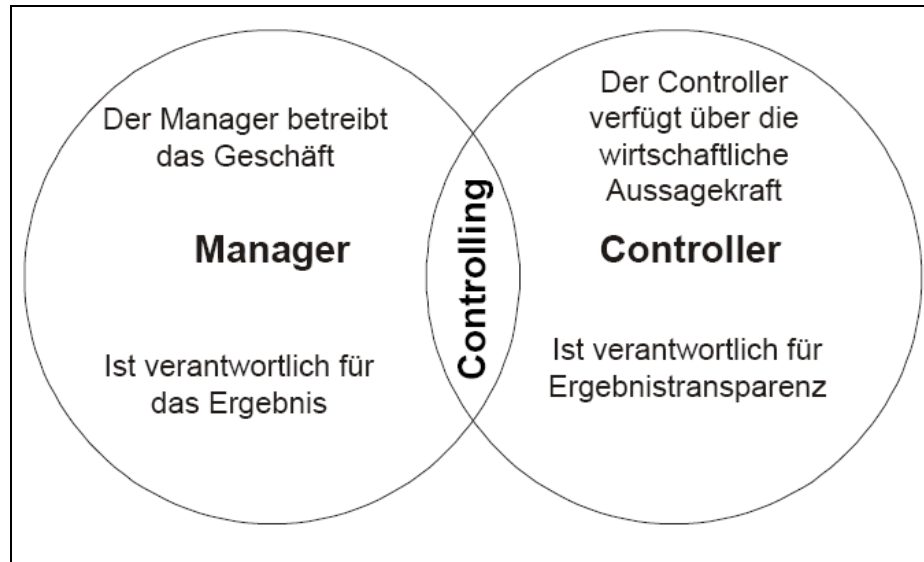 Der Manager betreibt
das Geschäft
Manager
Ist verantwortlich für
das Ergebnis
Controlling
Der Controller
verfügt über die
wirtschaftliche
Aussagekraft
Controller
Ist verantwortlich für
Ergebnistransparenz